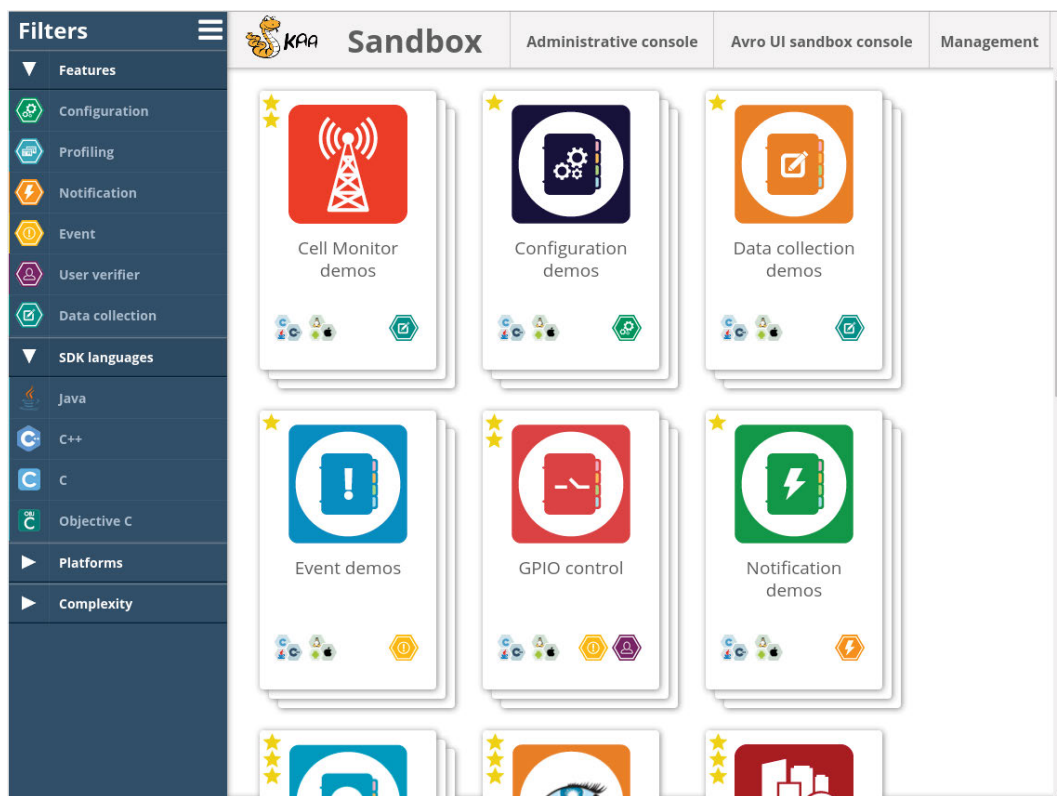 Filters
KAA
Sandbox
Administrative console
Avro UI sandbox console
Management
Features
Configuration
Profiling
Notification
Event
User verifier
Data collection
SDK languages
Java
C++
C
Objective C
Platforms
Complexity
Cell Monitor
demos
Configuration
demos
Data collection
demos
Event demos
GPIO control
Notification
demos